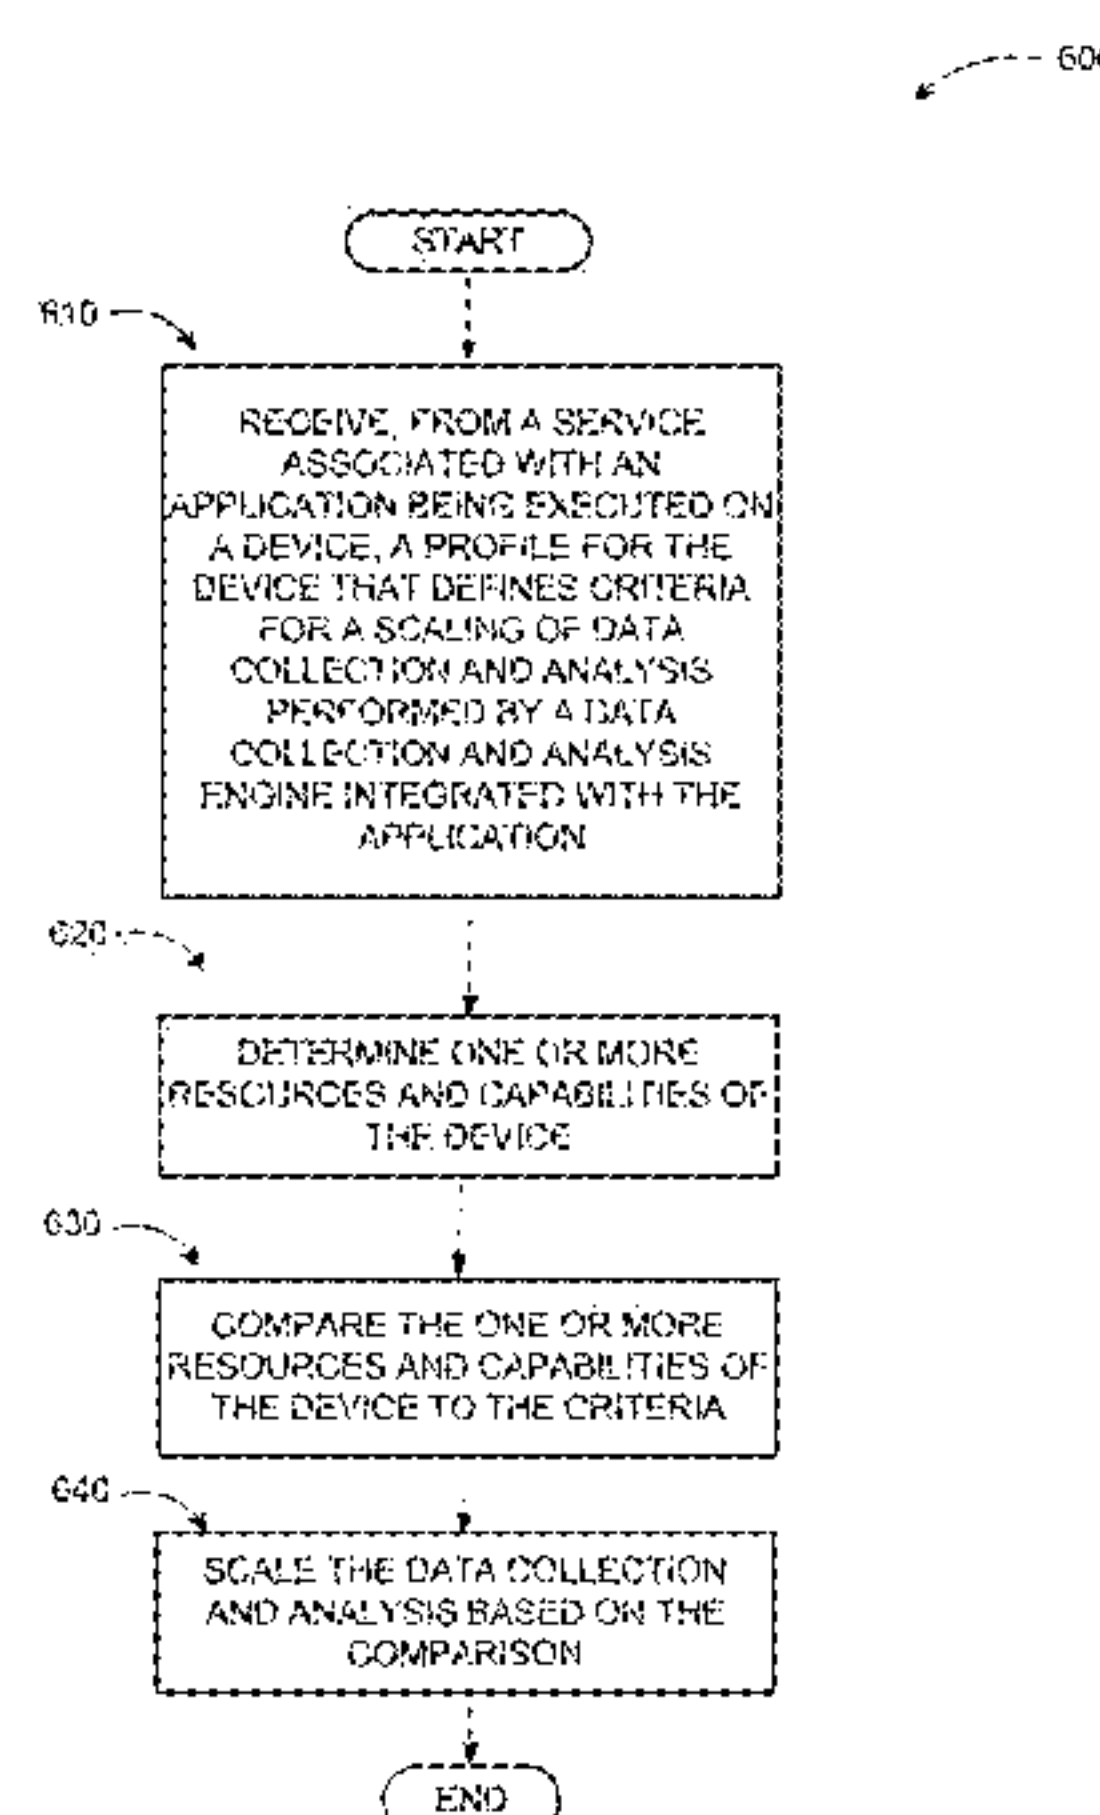 600
START
610
RECEIVE, FROM A SERVICE
ASSOCIATED WITH AN
APPLICATION BEING EXECUTED ON
A DEVICE, A PROFILE FOR THE
DEVICE THAT DEFINES CRITERIA
FOR A SCALING OF DATA
COLLECTION AND ANALYSIS
PERFORMED BY A DATA
COLLECTION AND ANALYSIS
ENGINE INTEGRATED WITH THE
APPLICATION
620
DETERMINE ONE OR MORE
RESOURCES AND CAPABILITIES OF
THE DEVICE
630
COMPARE THE ONE OR MORE
RESOURCES AND CAPABILITIES OF
THE DEVICE TO THE CRITERIA
640
SCALE THE DATA COLLECTION
AND ANALYSIS BASED ON THE
COMPARISON
END